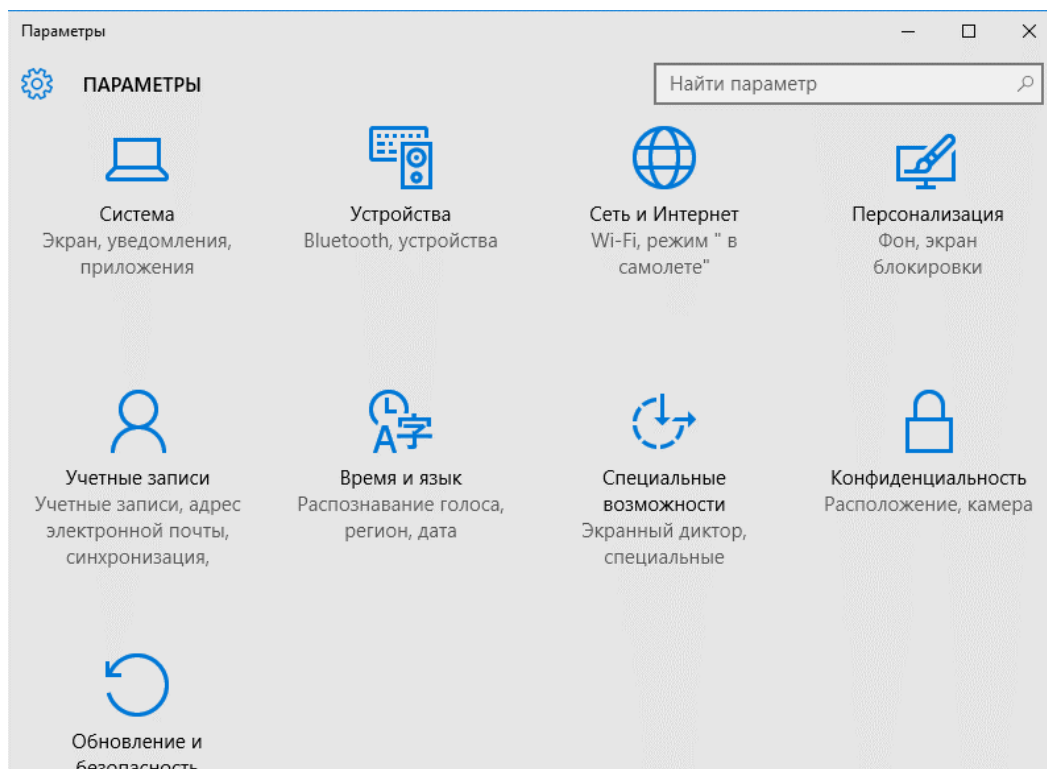 Параметры
ПАРАМЕТРЫ
Найти параметр
Система
Экран, уведомления,
приложения
Устройства
Bluetooth, устройства
Сеть и Интернет
Wi-Fi, режим " в
самолете"
Персонализация
Фон, экран
блокировки
Учетные записи
Учетные записи, адрес
электронной почты,
синхронизация,
Время и язык
Распознавание голоса,
регион, дата
Специальные
возможности
Экранный диктор,
специальные
Конфиденциальность
Расположение, камера
Обновление и
безопасность